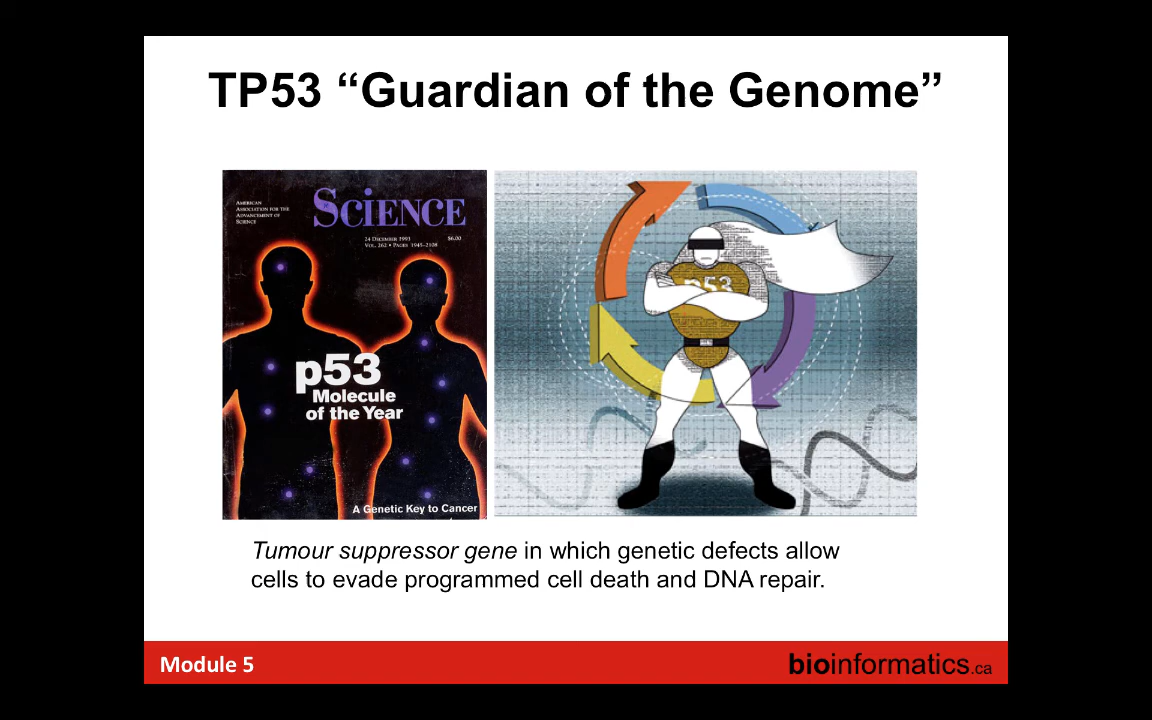 TP53 “Guardian of the Genome”
AMERICAN
ASSOCIATION FOR THE
ADVANCEMENT OF
SCIENCE
SCIENCE
24 DECEMBER 1993
VOL. 262 • PAGES 1945–2108
$6.00
p53
Molecule
of the Year
A Genetic Key to Cancer
p53
Tumour suppressor gene in which genetic defects allow
cells to evade programmed cell death and DNA repair.
Module 5
bioinformatics.ca